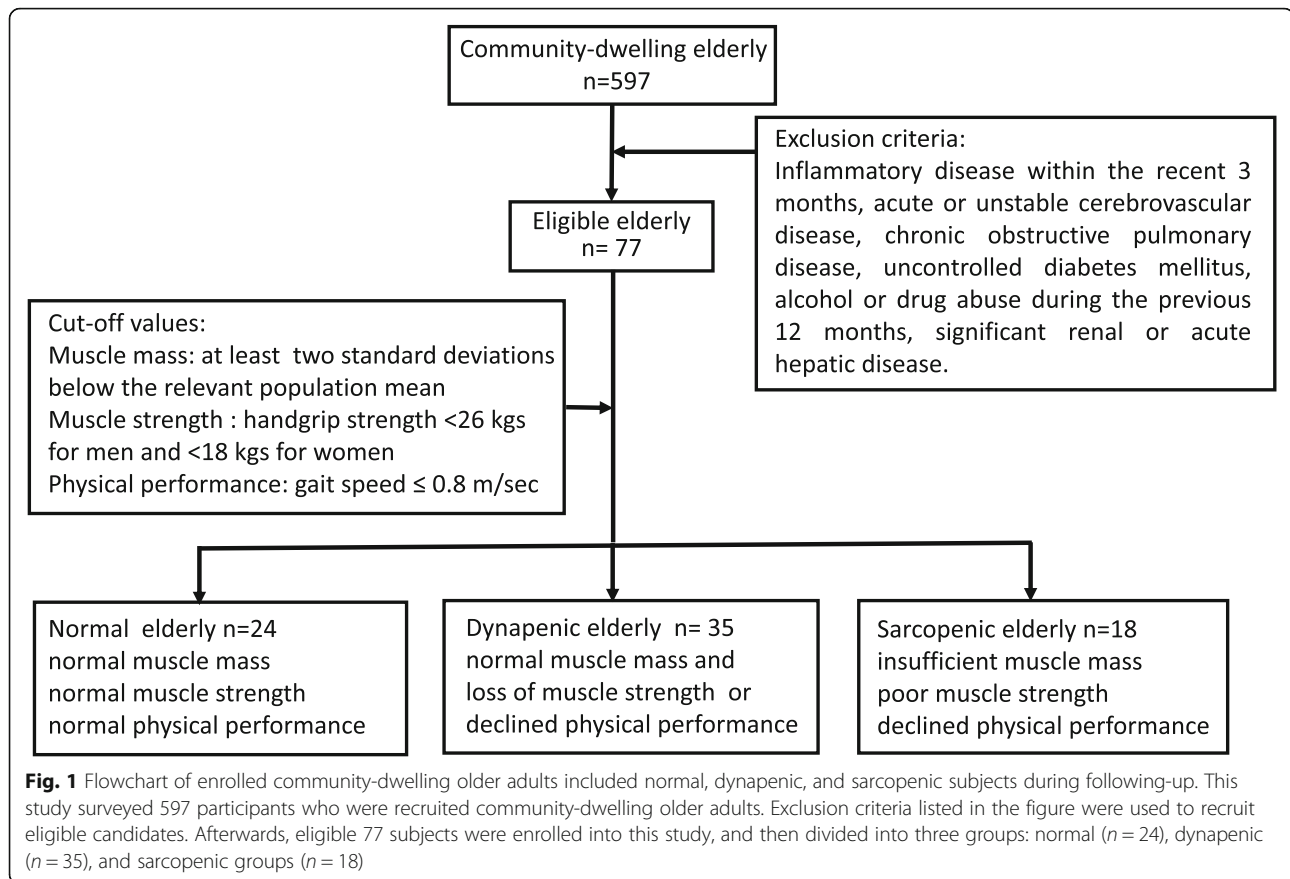 Community-dwelling elderly
n=597
Exclusion criteria:
Inflammatory disease within the recent 3
months, acute or unstable cerebrovascular
disease, chronic obstructive pulmonary
disease, uncontrolled diabetes mellitus,
alcohol or drug abuse during the previous
12 months, significant renal or acute
hepatic disease.
Eligible elderly
n= 77
Cut-off values:
Muscle mass: at least two standard deviations
below the relevant population mean
Muscle strength : handgrip strength <26 kgs
for men and <18 kgs for women
Physical performance: gait speed ≤ 0.8 m/sec
Normal elderly n=24
normal muscle mass
normal muscle strength
normal physical performance
Dynapenic elderly n= 35
normal muscle mass and
loss of muscle strength or
declined physical performance
Sarcopenic elderly n=18
insufficient muscle mass
poor muscle strength
declined physical performance
Fig. 1 Flowchart of enrolled community-dwelling older adults included normal, dynapenic, and sarcopenic subjects during following-up. This
study surveyed 597 participants who were recruited community-dwelling older adults. Exclusion criteria listed in the figure were used to recruit
eligible candidates. Afterwards, eligible 77 subjects were enrolled into this study, and then divided into three groups: normal (n = 24), dynapenic
(n = 35), and sarcopenic groups (n = 18)